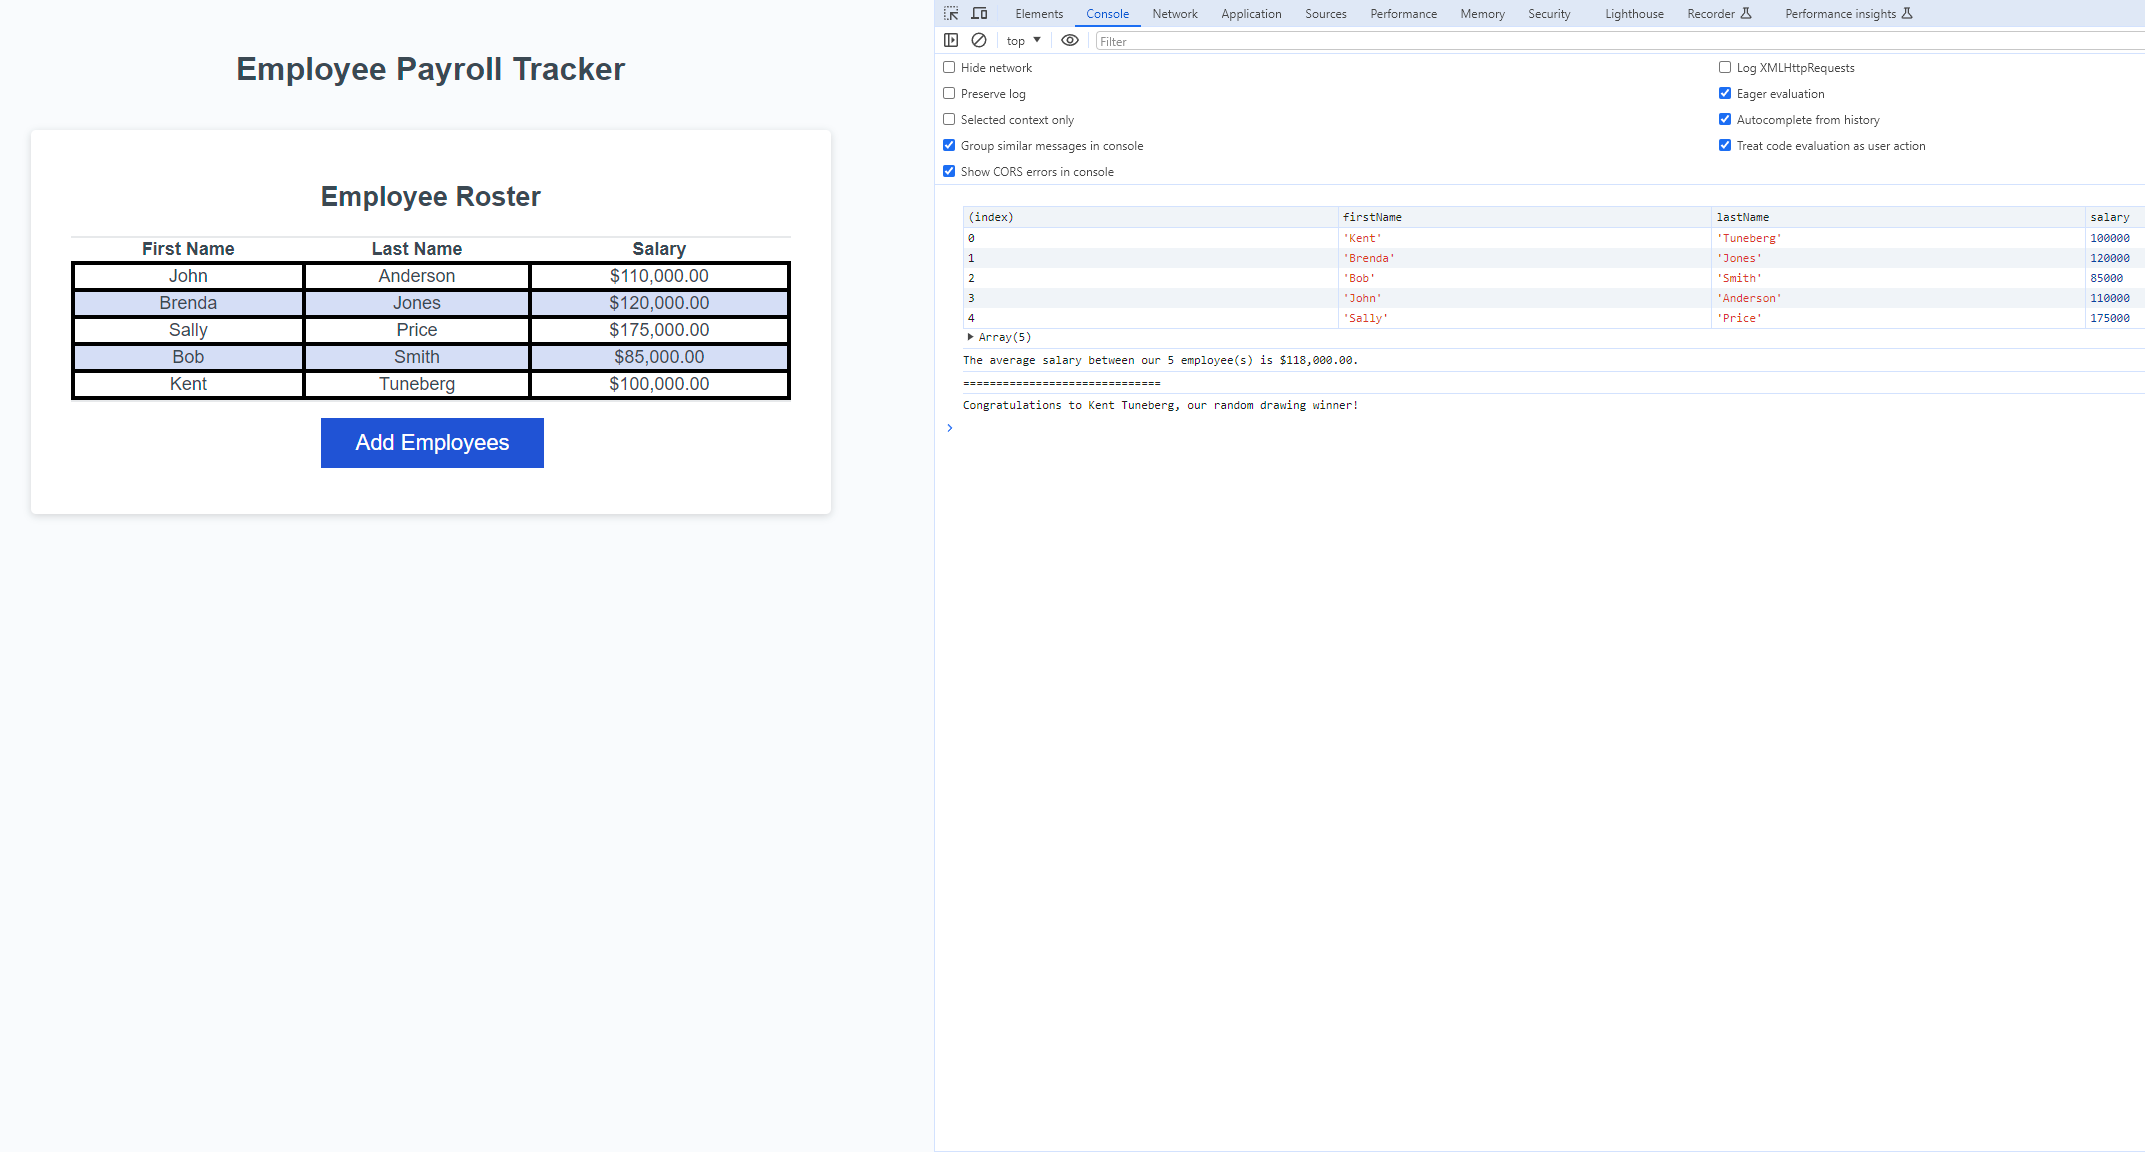 Employee Payroll Tracker
Employee Roster
First Name Last Name Salary
John Anderson $110,000.00
Brenda Jones $120,000.00
Sally Price $175,000.00
Bob Smith $85,000.00
Kent Tuneberg $100,000.00
Add Employees
Elements Console Network Application Sources Performance Memory Security Lighthouse Recorder Performance insights
top Filter
Hide network Log XMLHttpRequests
Preserve log Eager evaluation
Selected context only Autocomplete from history
Group similar messages in console Treat code evaluation as user action
Show CORS errors in console
(index) firstName lastName salary
0 'Kent' 'Tuneberg' 100000
1 'Brenda' 'Jones' 120000
2 'Bob' 'Smith' 85000
3 'John' 'Anderson' 110000
4 'Sally' 'Price' 175000
Array(5)
The average salary between our 5 employee(s) is $118,000.00.
==============================
Congratulations to Kent Tuneberg, our random drawing winner!